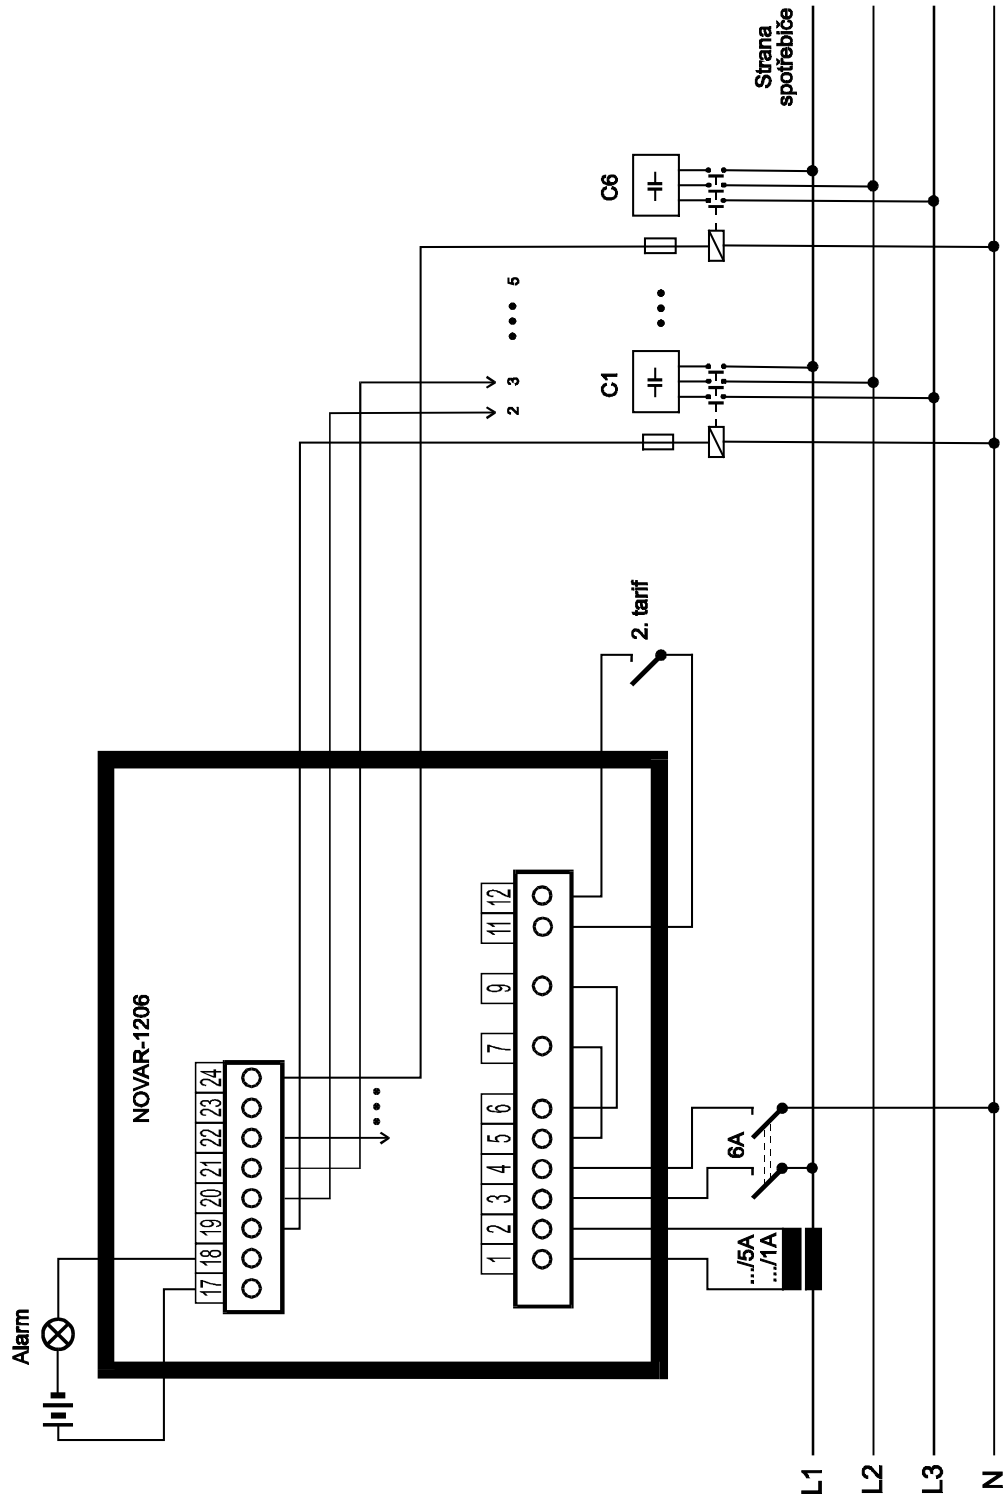 Alarm
NOVAR-1206
17 18 19 20 21 22 23 24
1 2 3 4 5 6 7 9 11 12
2. tarif
2 3 5
C1
C6
.../5A
.../1A
6A
Strana
spotřebiče
L1
L2
L3
N